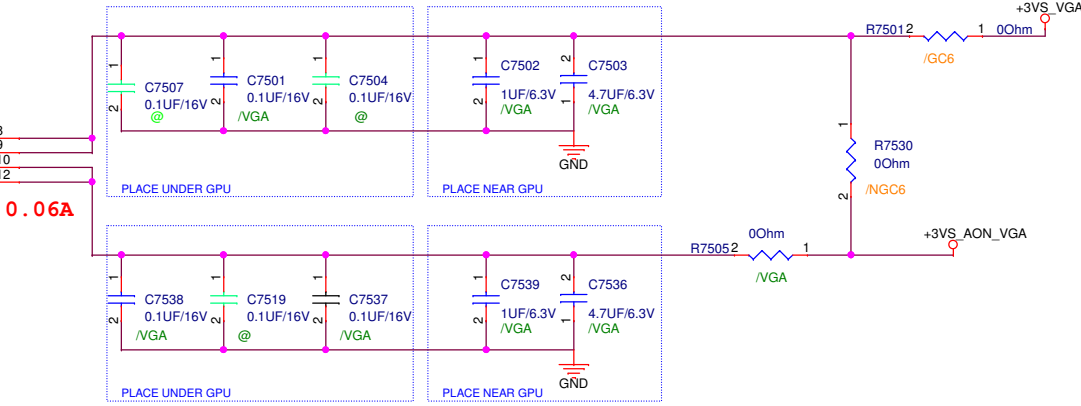 +3VS_VGA
R7501 2 1 0Ohm
/GC6
1 C7507
0.1UF/16V
2 @
1 C7501
0.1UF/16V
2 /VGA
1 C7504
0.1UF/16V
2 @
1 C7502
1UF/6.3V
2 /VGA
2 C7503
4.7UF/6.3V
1 /VGA
GND
PLACE UNDER GPU
PLACE NEAR GPU
1 R7530
0Ohm
2 /NGC6
9
10
12
0.06A
+3VS_AON_VGA
0Ohm
R7505 2 1
/VGA
1 C7538
0.1UF/16V
2 /VGA
1 C7519
0.1UF/16V
2 @
1 C7537
0.1UF/16V
2 /VGA
1 C7539
1UF/6.3V
2 /VGA
2 C7536
4.7UF/6.3V
1 /VGA
GND
PLACE UNDER GPU
PLACE NEAR GPU